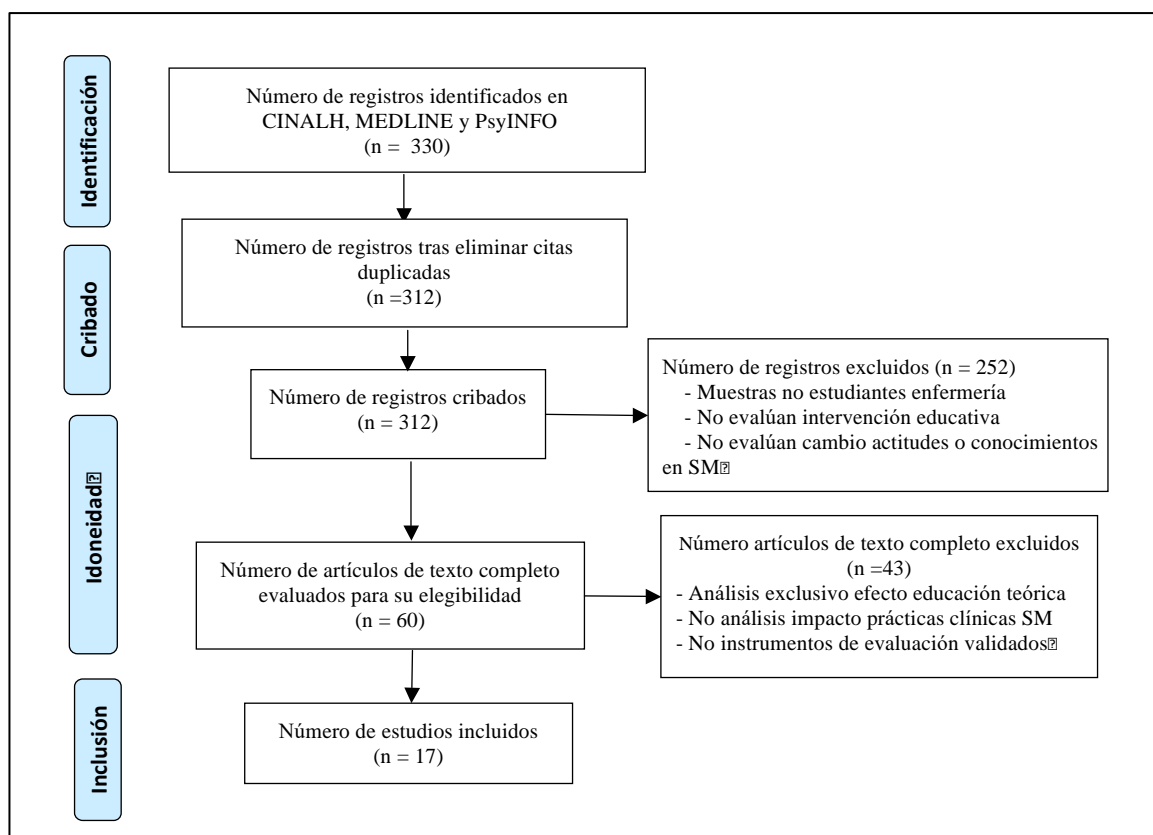 Identificación
Número de registros identificados en
CINALH, MEDLINE y PsyINFO
(n = 330)
Cribado
Número de registros tras eliminar citas
duplicadas
(n =312)
Número de registros cribados
(n = 312)
Número de registros excluidos (n = 252)
- Muestras no estudiantes enfermería
- No evalúan intervención educativa
- No evalúan cambio actitudes o conocimientos
en SM⍰
Idoneidad⍰
Número de artículos de texto completo
evaluados para su elegibilidad
(n = 60)
Número artículos de texto completo excluidos
(n =43)
- Análisis exclusivo efecto educación teórica
- No análisis impacto prácticas clínicas SM
- No instrumentos de evaluación validados⍰
Inclusión
Número de estudios incluidos
(n = 17)